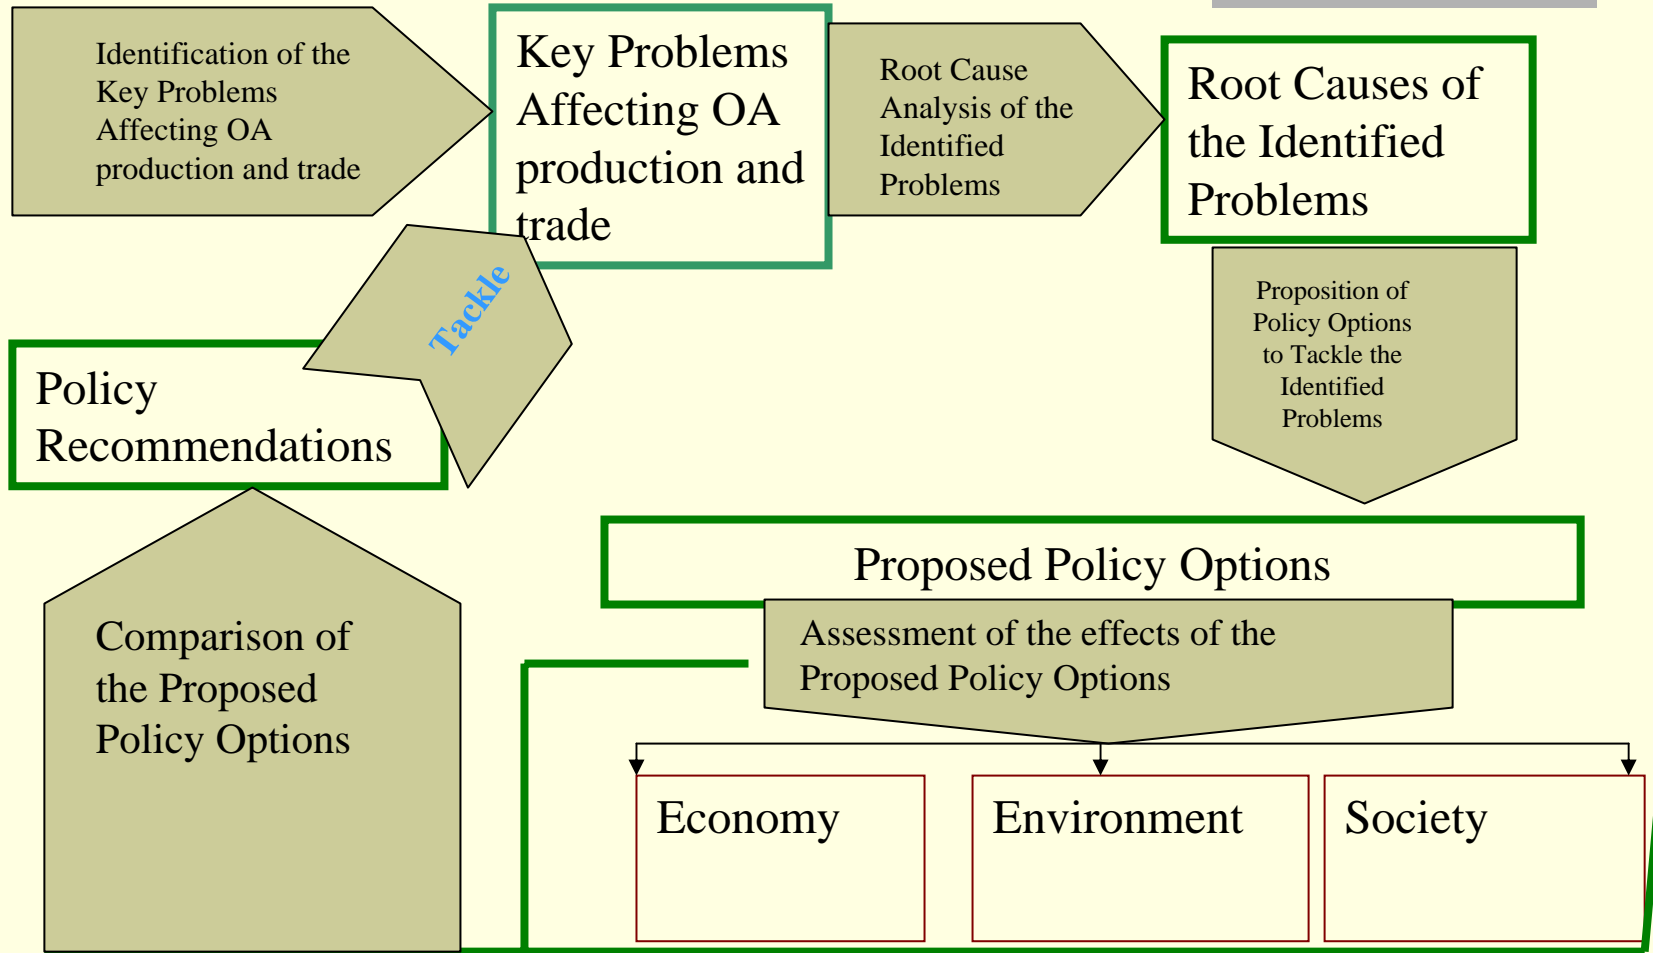 Identification of the
Key Problems
Affecting OA
production and trade
Key Problems
Affecting OA
production and
trade
Root Cause
Analysis of the
Identified
Problems
Root Causes of
the Identified
Problems
Proposition of
Policy Options
to Tackle the
Identified
Problems
Tackle
Policy
Recommendations
Proposed Policy Options
Assessment of the effects of the
Proposed Policy Options
Comparison of
the Proposed
Policy Options
Economy
Environment
Society